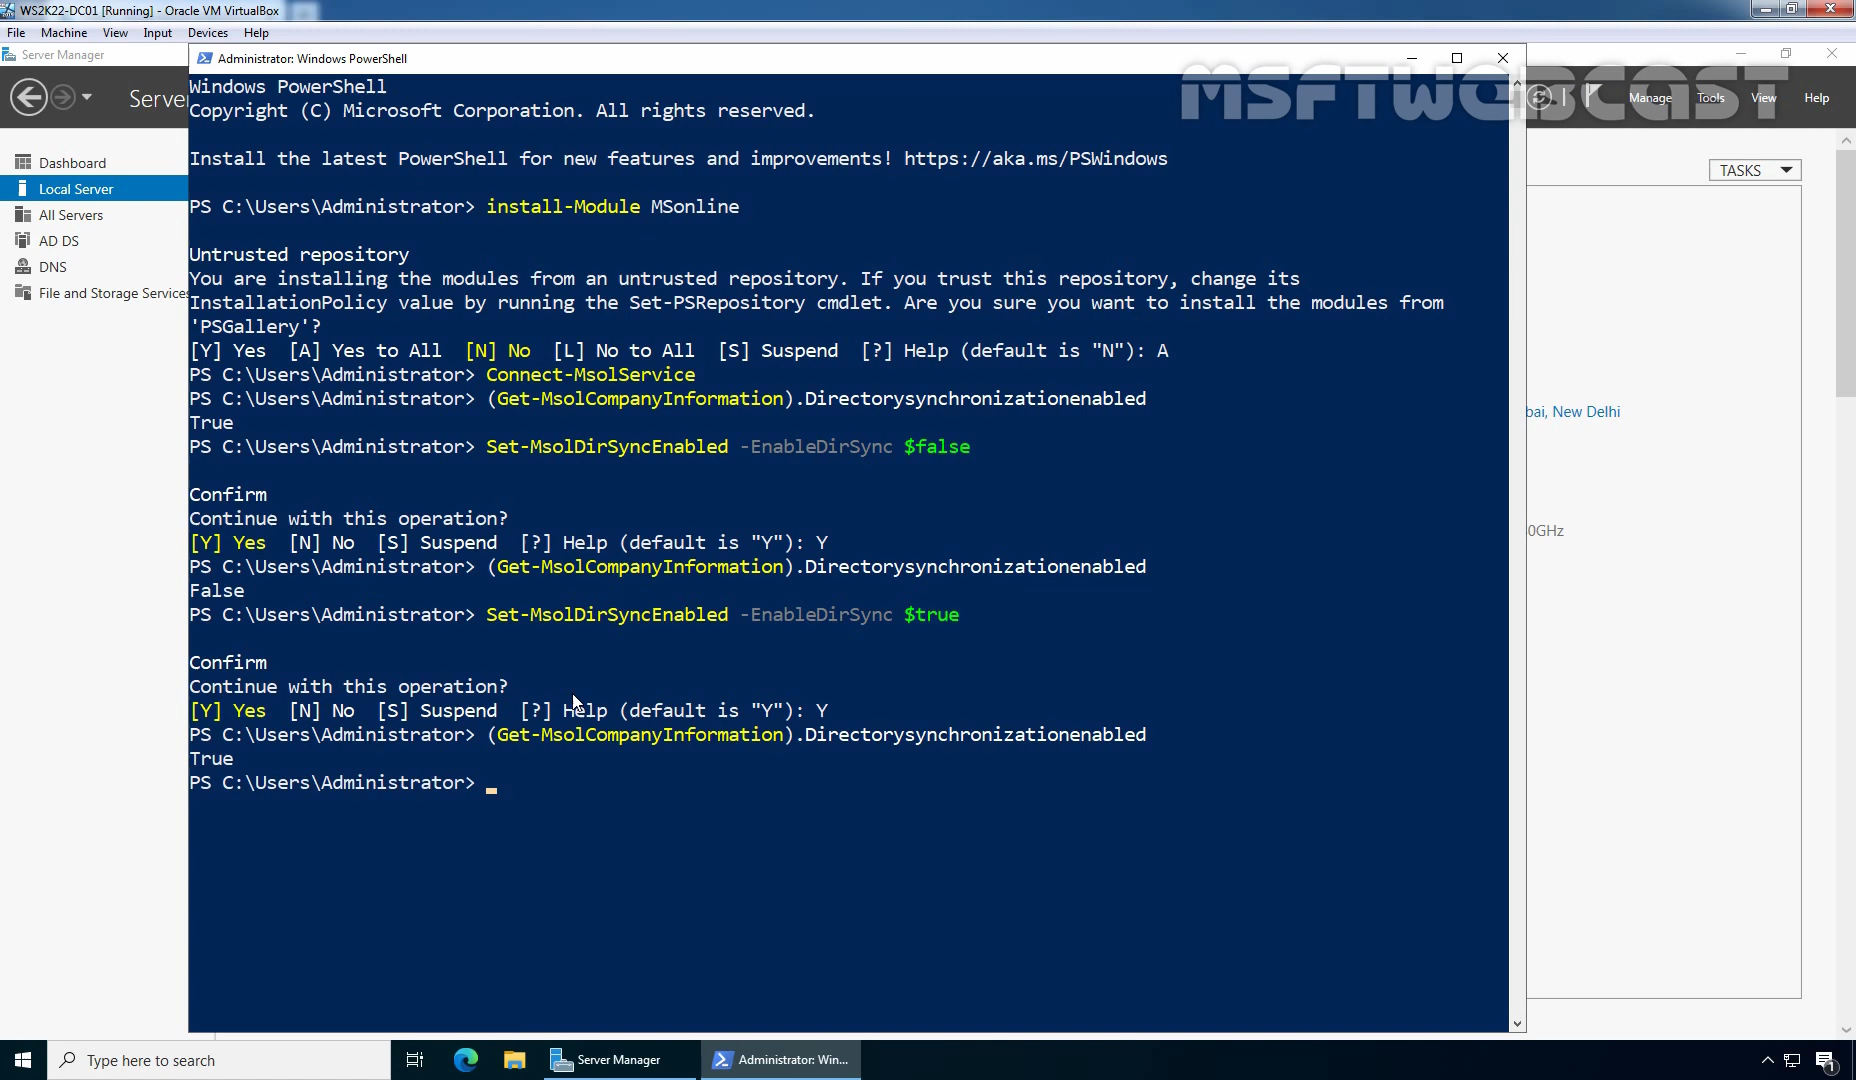 WS2K22-DC01 [Running] - Oracle VM VirtualBox
File Machine View Input Devices Help
Server Manager
Administrator: Windows PowerShell
MSFTWEBCAST
Manage Tools View Help
Dashboard
Local Server
All Servers
AD DS
DNS
File and Storage Services
TASKS
bai, New Delhi
0GHz
Windows PowerShell
Copyright (C) Microsoft Corporation. All rights reserved.
Install the latest PowerShell for new features and improvements! https://aka.ms/PSWindows
PS C:\Users\Administrator> install-Module MSonline
Untrusted repository
You are installing the modules from an untrusted repository. If you trust this repository, change its
InstallationPolicy value by running the Set-PSRepository cmdlet. Are you sure you want to install the modules from
'PSGallery'?
[Y] Yes  [A] Yes to All  [N] No  [L] No to All  [S] Suspend  [?] Help (default is "N"): A
PS C:\Users\Administrator> Connect-MsolService
PS C:\Users\Administrator> (Get-MsolCompanyInformation).Directorysynchronizationenabled
True
PS C:\Users\Administrator> Set-MsolDirSyncEnabled -EnableDirSync $false
Confirm
Continue with this operation?
[Y] Yes  [N] No  [S] Suspend  [?] Help (default is "Y"): Y
PS C:\Users\Administrator> (Get-MsolCompanyInformation).Directorysynchronizationenabled
False
PS C:\Users\Administrator> Set-MsolDirSyncEnabled -EnableDirSync $true
Confirm
Continue with this operation?
[Y] Yes  [N] No  [S] Suspend  [?] Help (default is "Y"): Y
PS C:\Users\Administrator> (Get-MsolCompanyInformation).Directorysynchronizationenabled
True
PS C:\Users\Administrator>
Type here to search
Server Manager
Administrator: Win...
1